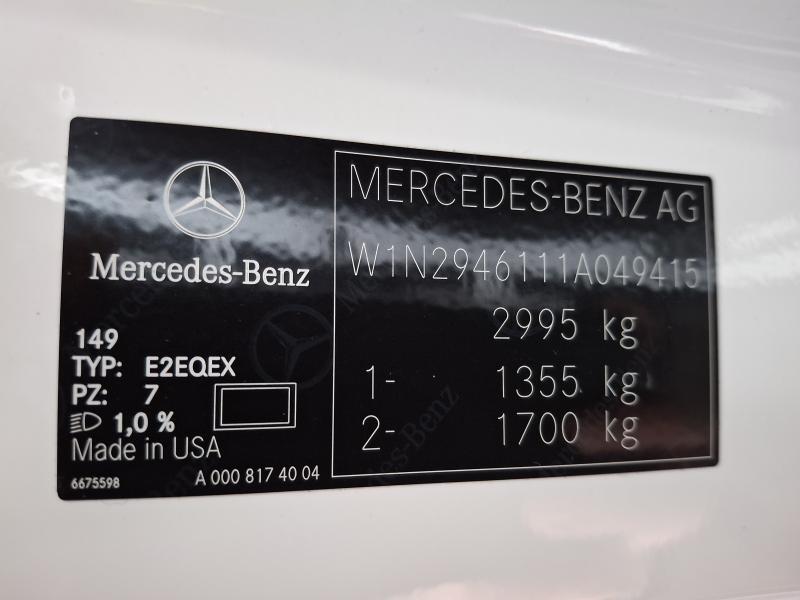 Mercedes-Benz
149
TYP: E2EQEX
PZ: 7
1,0 %
Made in USA
6675598 A 000 817 40 04
MERCEDES-BENZ AG
W1N2946111A049415
2995 kg
1- 1355 kg
2- 1700 kg